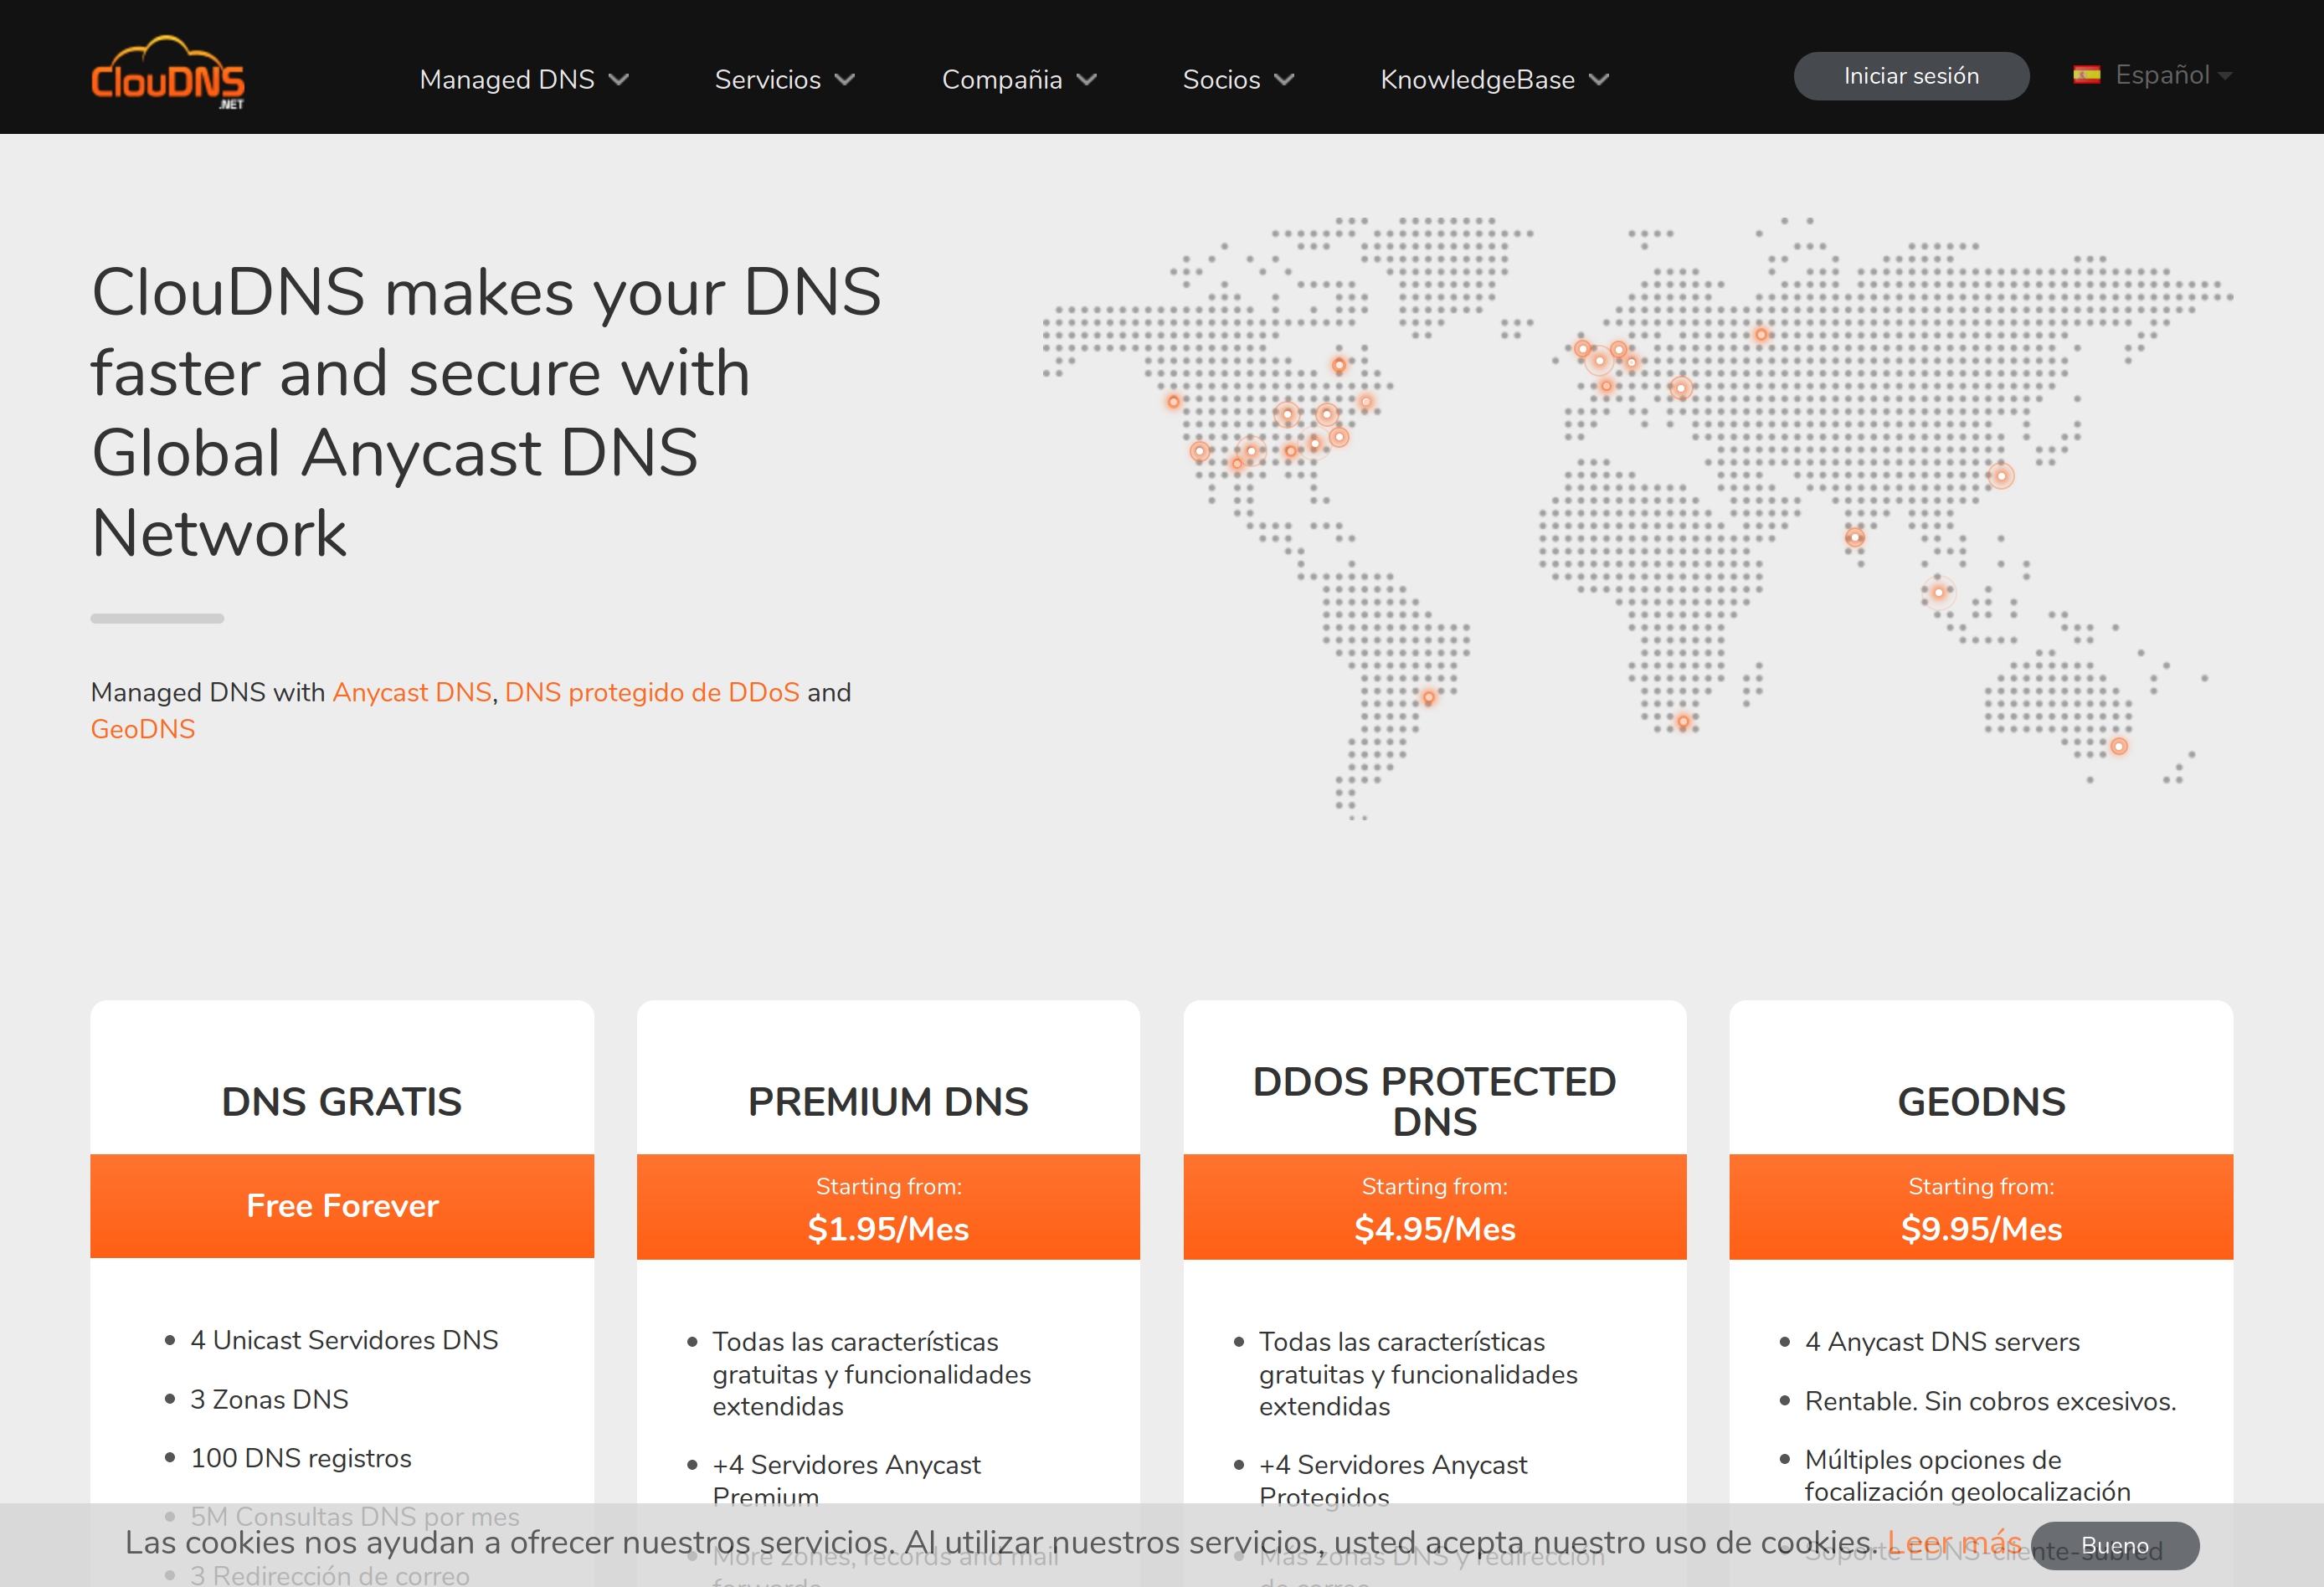 ClouDNS
.NET
Managed DNS
Servicios
Compañia
Socios
KnowledgeBase
Iniciar sesión
Español
ClouDNS makes your DNS
faster and secure with
Global Anycast DNS
Network
Managed DNS with Anycast DNS, DNS protegido de DDoS and
GeoDNS
DNS GRATIS
Free Forever
4 Unicast Servidores DNS
3 Zonas DNS
100 DNS registros
5M Consultas DNS por mes
3 Redirección de correo
PREMIUM DNS
Starting from:
$1.95/Mes
Todas las características
gratuitas y funcionalidades
extendidas
+4 Servidores Anycast
Premium
More zones, records and mail
forwards
DDOS PROTECTED
DNS
Starting from:
$4.95/Mes
Todas las características
gratuitas y funcionalidades
extendidas
+4 Servidores Anycast
Protegidos
Más zonas DNS y redirección
de correo
GEODNS
Starting from:
$9.95/Mes
4 Anycast DNS servers
Rentable. Sin cobros excesivos.
Múltiples opciones de
focalización geolocalización
Soporte EDNS-cliente-subred
Las cookies nos ayudan a ofrecer nuestros servicios. Al utilizar nuestros servicios, usted acepta nuestro uso de cookies. Leer más
Bueno